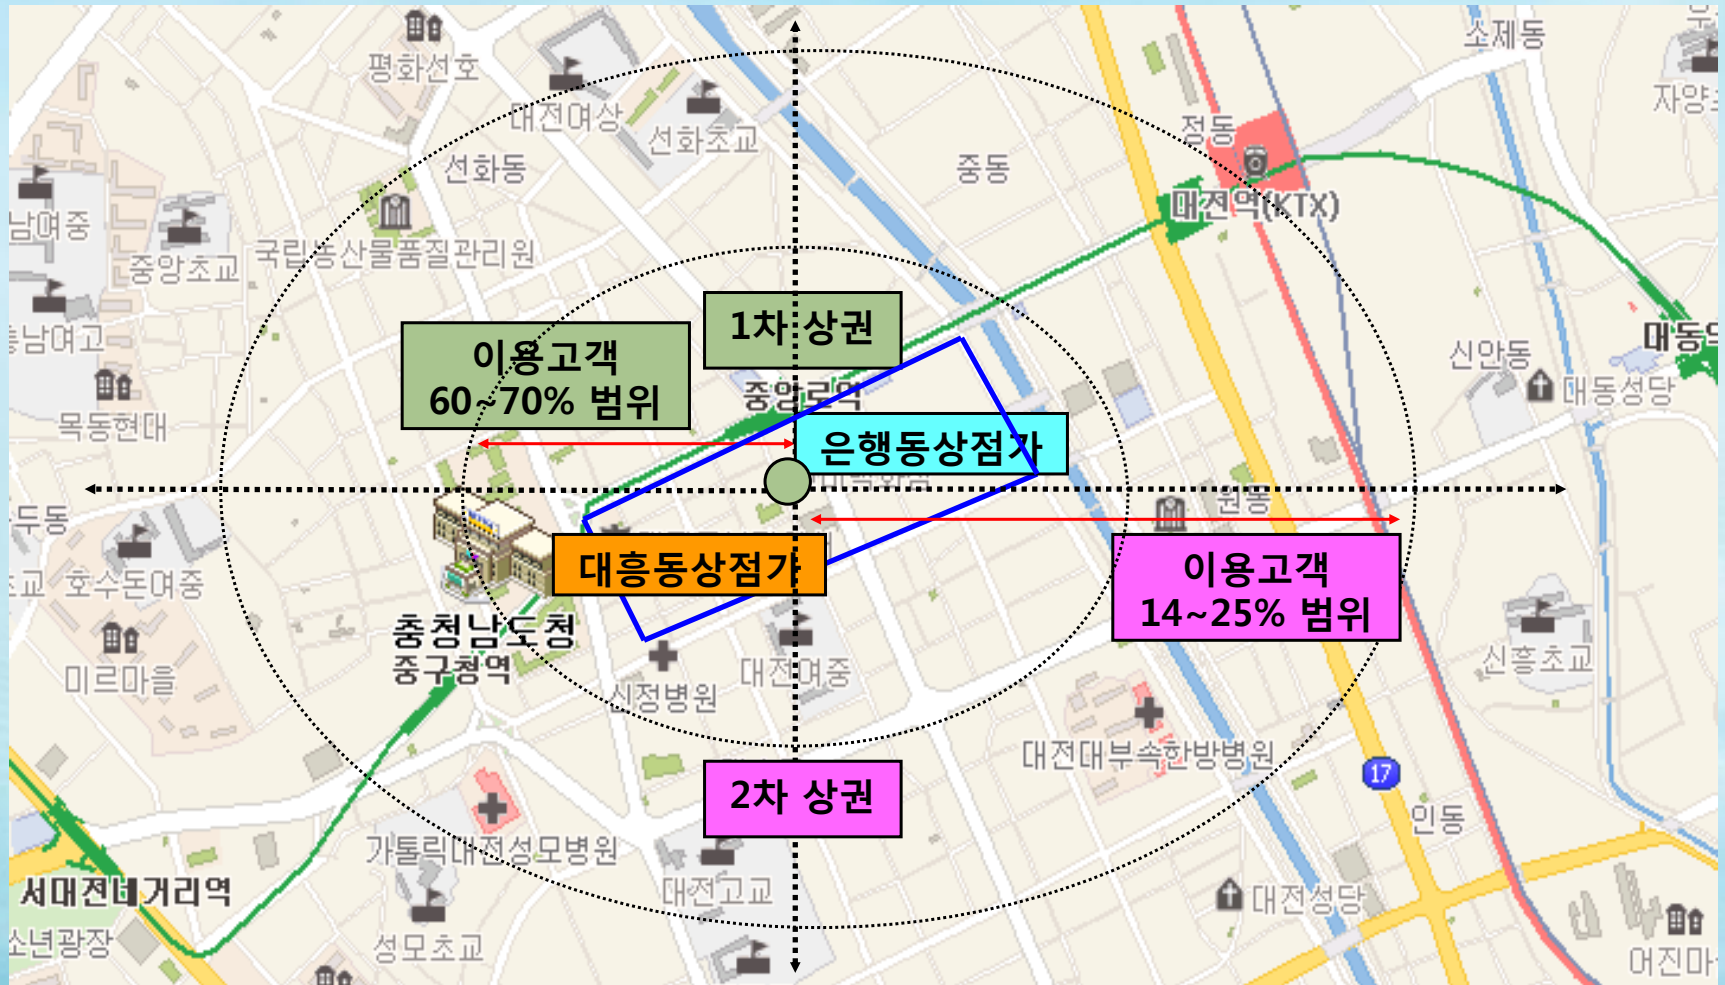 소제동
평화선호
자양초
대전여상
정동
선화초교
선화동
중동
대전역(KTX)
남여중
국립농산물품질관리원
중앙초교
1차 상권
이용고객
60~70% 범위
남여고
대동역
신안동
대동성당
중앙로역
목동현대
은행동상점가
원동
두동
대흥동상점가
이용고객
14~25% 범위
초교
호수돈여중
충청남도청
중구청역
대전여중
신흥초교
미르마을
신정병원
대전대부속한방병원
17
2차 상권
인동
가톨릭대전성모병원
서대전네거리역
대전고교
대전성당
소년광장
성모초교
어진마